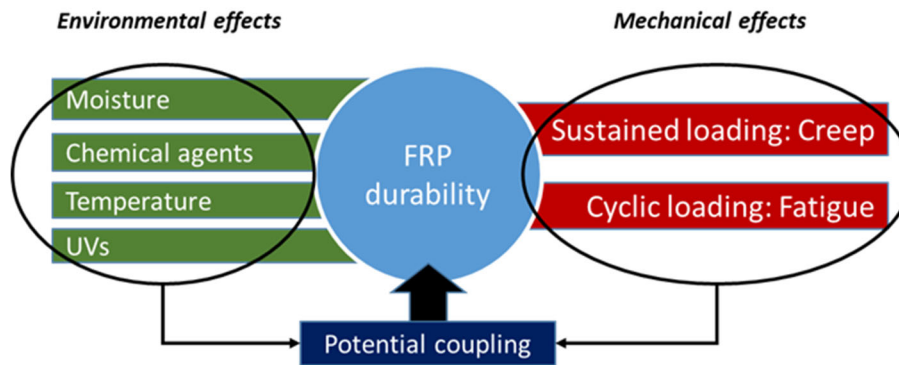 Environmental effects
Mechanical effects
Moisture
Chemical agents
Temperature
UVs
FRP
durability
Sustained loading: Creep
Cyclic loading: Fatigue
Potential coupling